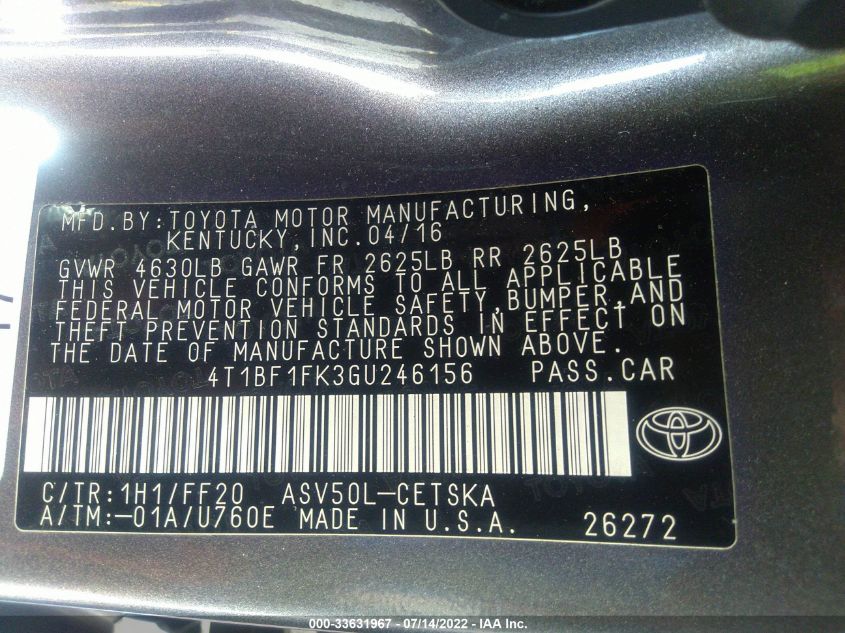 MFD.BY:TOYOTA MOTOR MANUFACTURING,
KENTUCKY,INC.04/16
GVWR 4630LB GAWR FR 2625LB RR 2625LB
THIS VEHICLE CONFORMS TO ALL APPLICABLE
FEDERAL MOTOR VEHICLE SAFETY,BUMPER,AND
THEFT PREVENTION STANDARDS IN EFFECT ON
THE DATE OF MANUFACTURE SHOWN ABOVE.
4T1BF1FK3GU246156 PASS.CAR
C/TR:1H1/FF20 ASV50L-CETSKA
A/TM:-01A/U760E MADE IN U.S.A. 26272
000-33631967 - 07/14/2022 - IAA Inc.